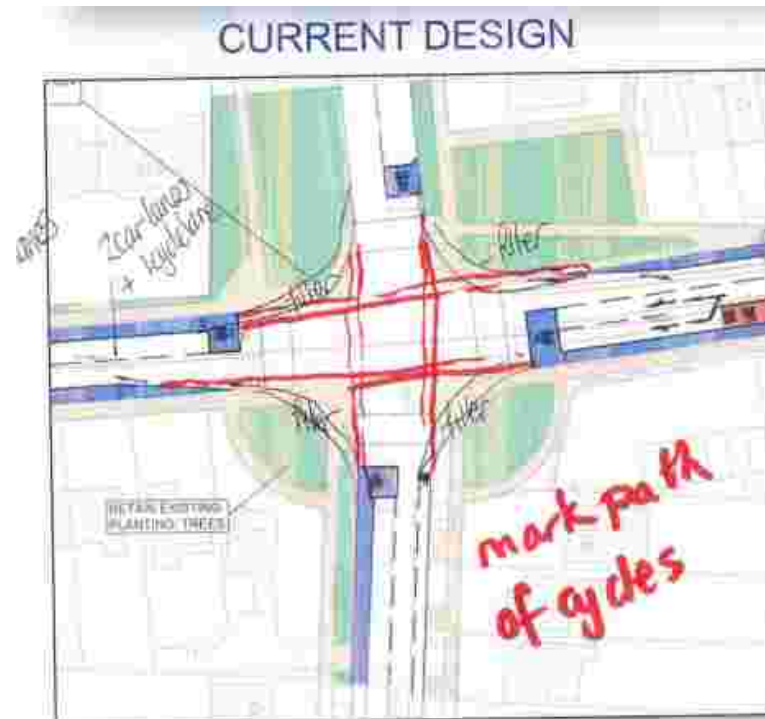 CURRENT DESIGN
2 car lanes
+ cycle lane
filter
filter
filter
filter
RETAIN EXISTING
PLANTING TREES
mark path
of cycles